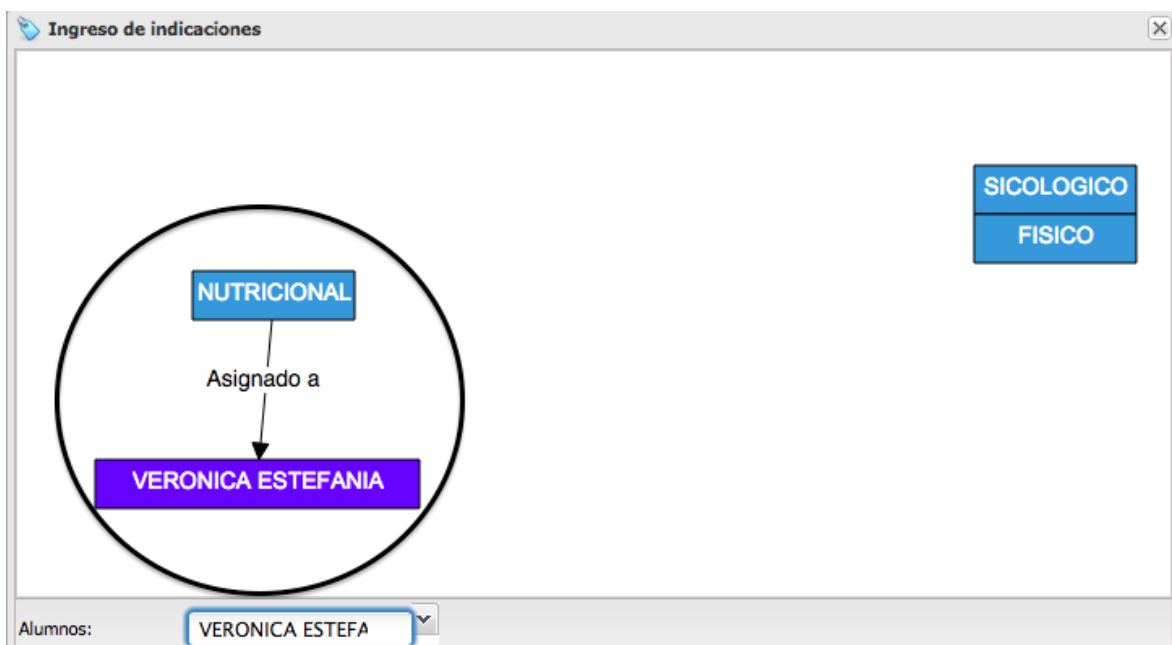 Ingreso de indicaciones
SICOLOGICO
FISICO
NUTRICIONAL
Asignado a
VERONICA ESTEFANIA
Alumnos:
VERONICA ESTEFA